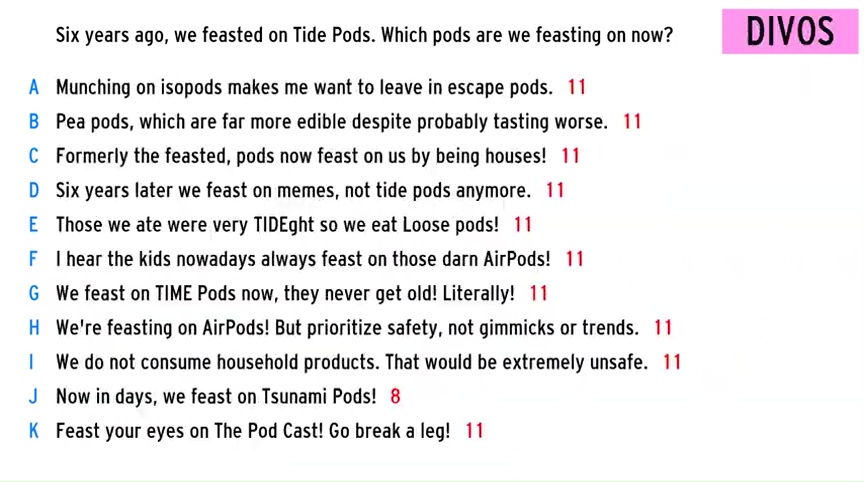 Six years ago, we feasted on Tide Pods. Which pods are we feasting on now?
DIVOS
A Munching on isopods makes me want to leave in escape pods. 11
B Pea pods, which are far more edible despite probably tasting worse. 11
C Formerly the feasted, pods now feast on us by being houses! 11
D Six years later we feast on memes, not tide pods anymore. 11
E Those we ate were very TIDEght so we eat Loose pods! 11
F I hear the kids nowadays always feast on those darn AirPods! 11
G We feast on TIME Pods now, they never get old! Literally! 11
H We're feasting on AirPods! But prioritize safety, not gimmicks or trends. 11
I We do not consume household products. That would be extremely unsafe. 11
J Now in days, we feast on Tsunami Pods! 8
K Feast your eyes on The Pod Cast! Go break a leg! 11